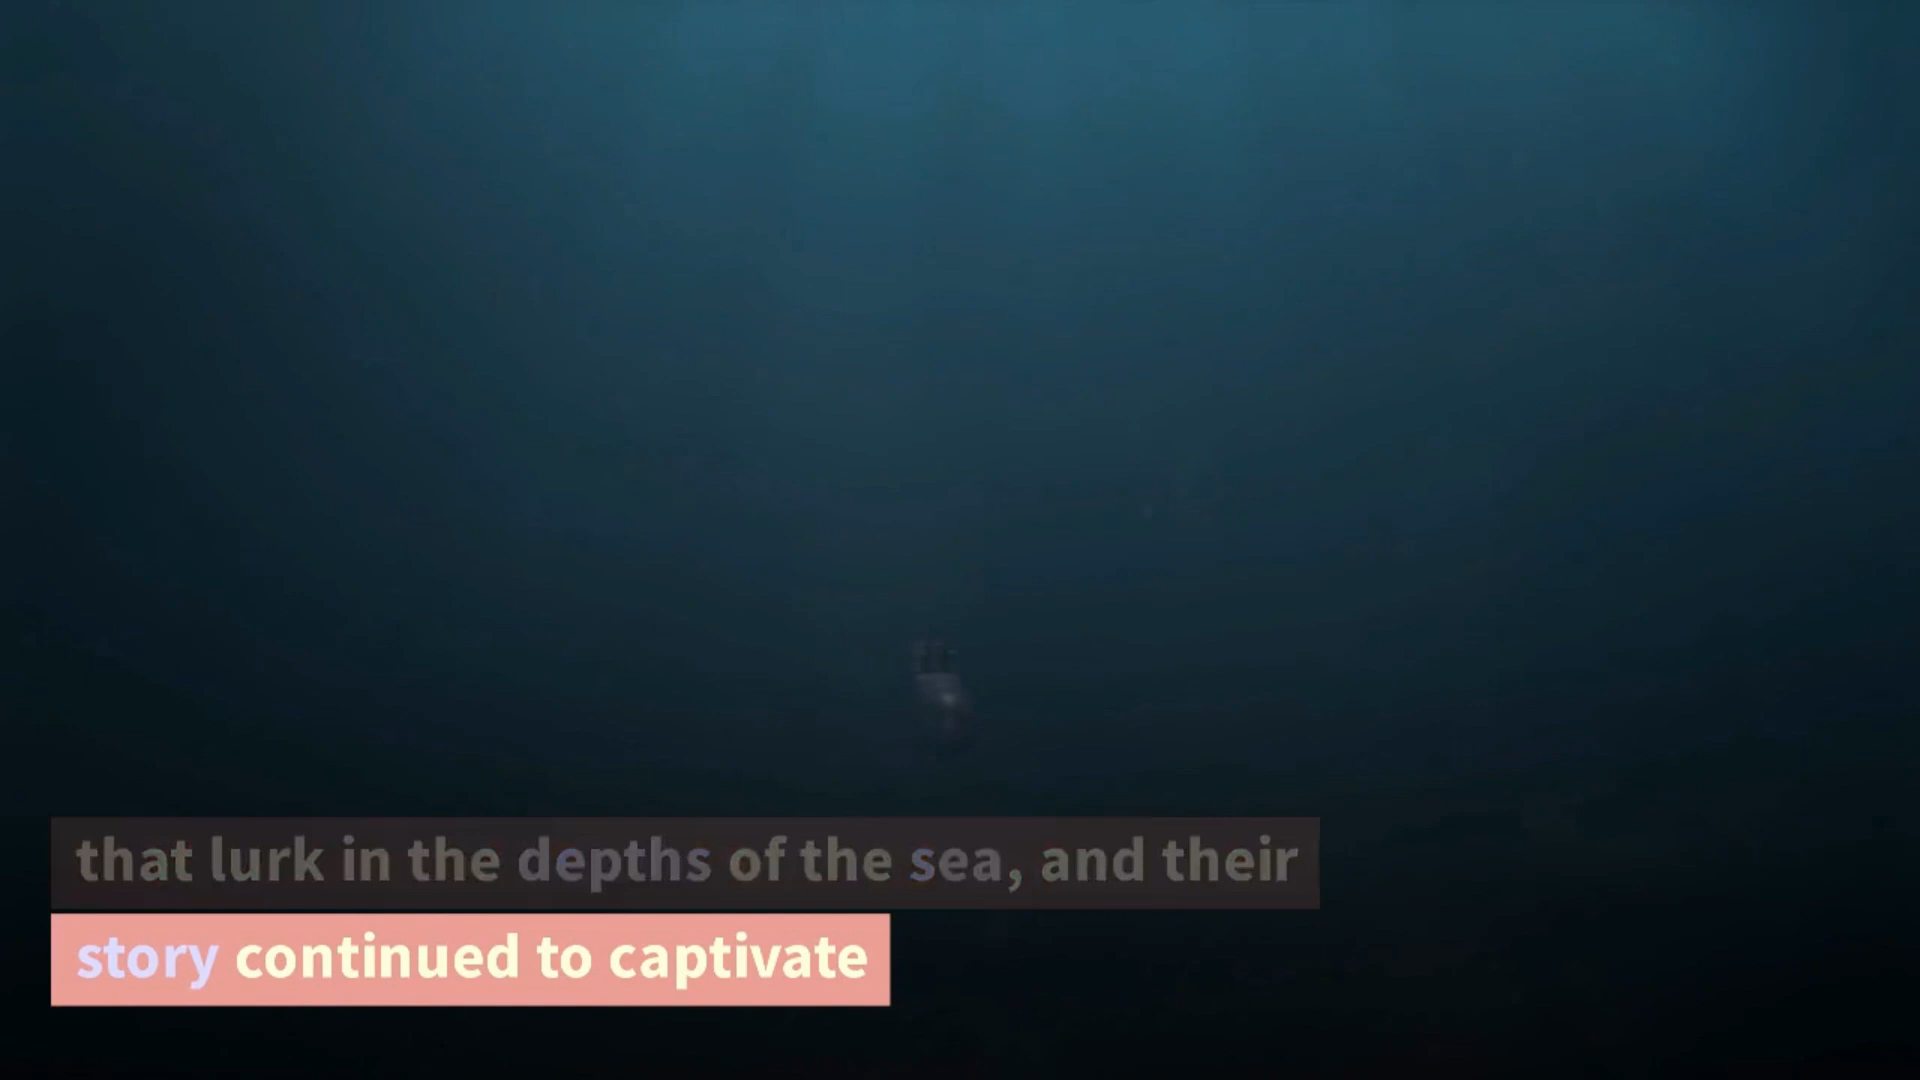 that lurk in the depths of the sea, and their
story continued to captivate